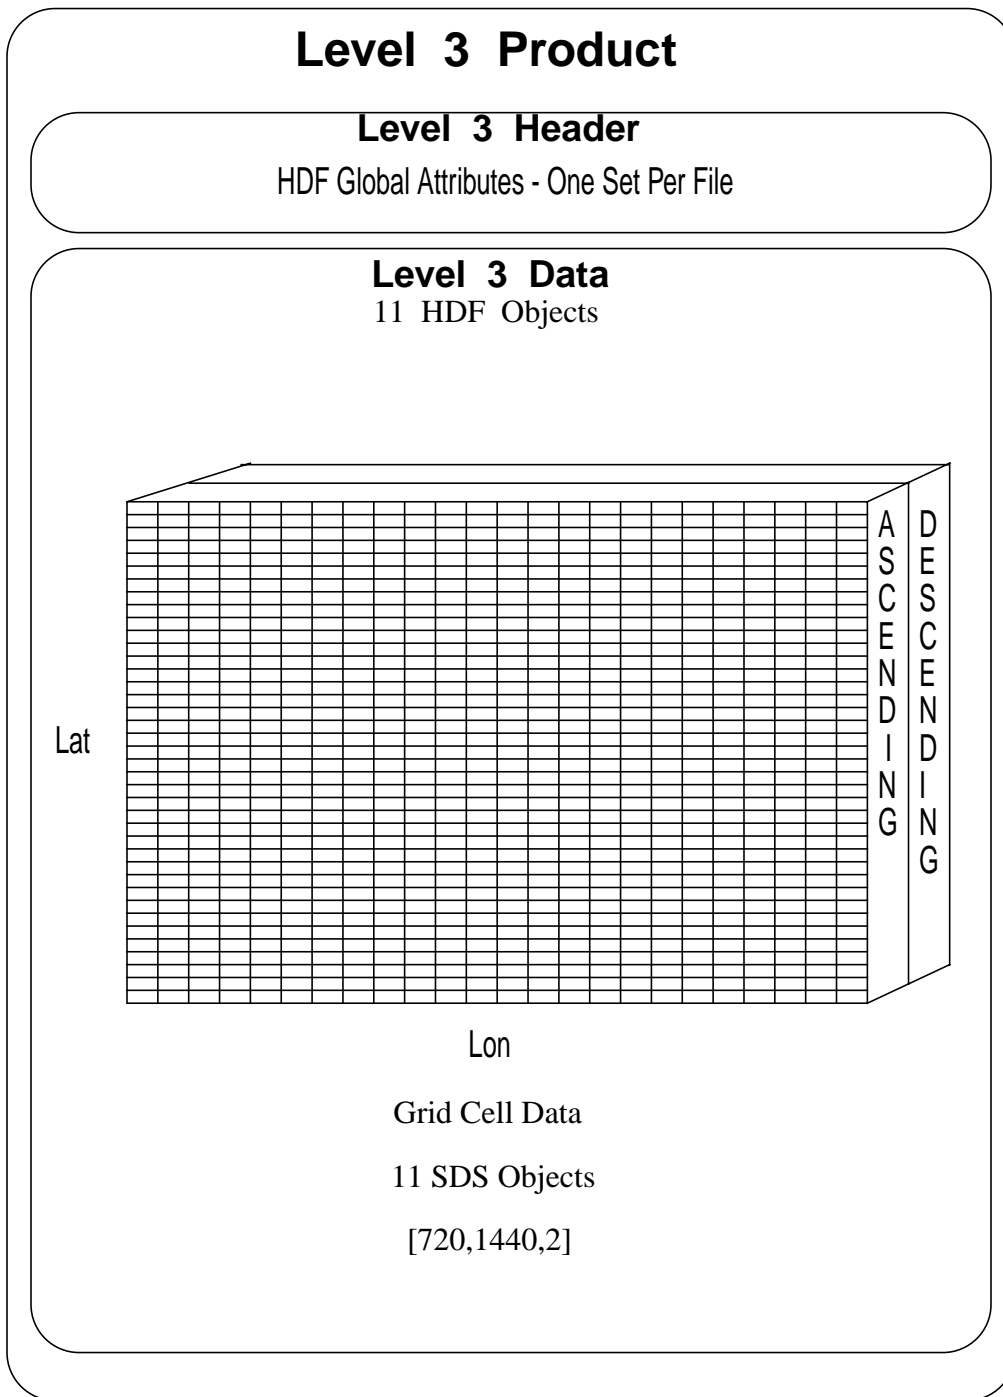 Level 3 Product
Level 3 Header
HDF Global Attributes - One Set Per File
Level 3 Data
11 HDF Objects
ASCENDING
DESCENDING
Lat
Lon
Grid Cell Data
11 SDS Objects
[720,1440,2]